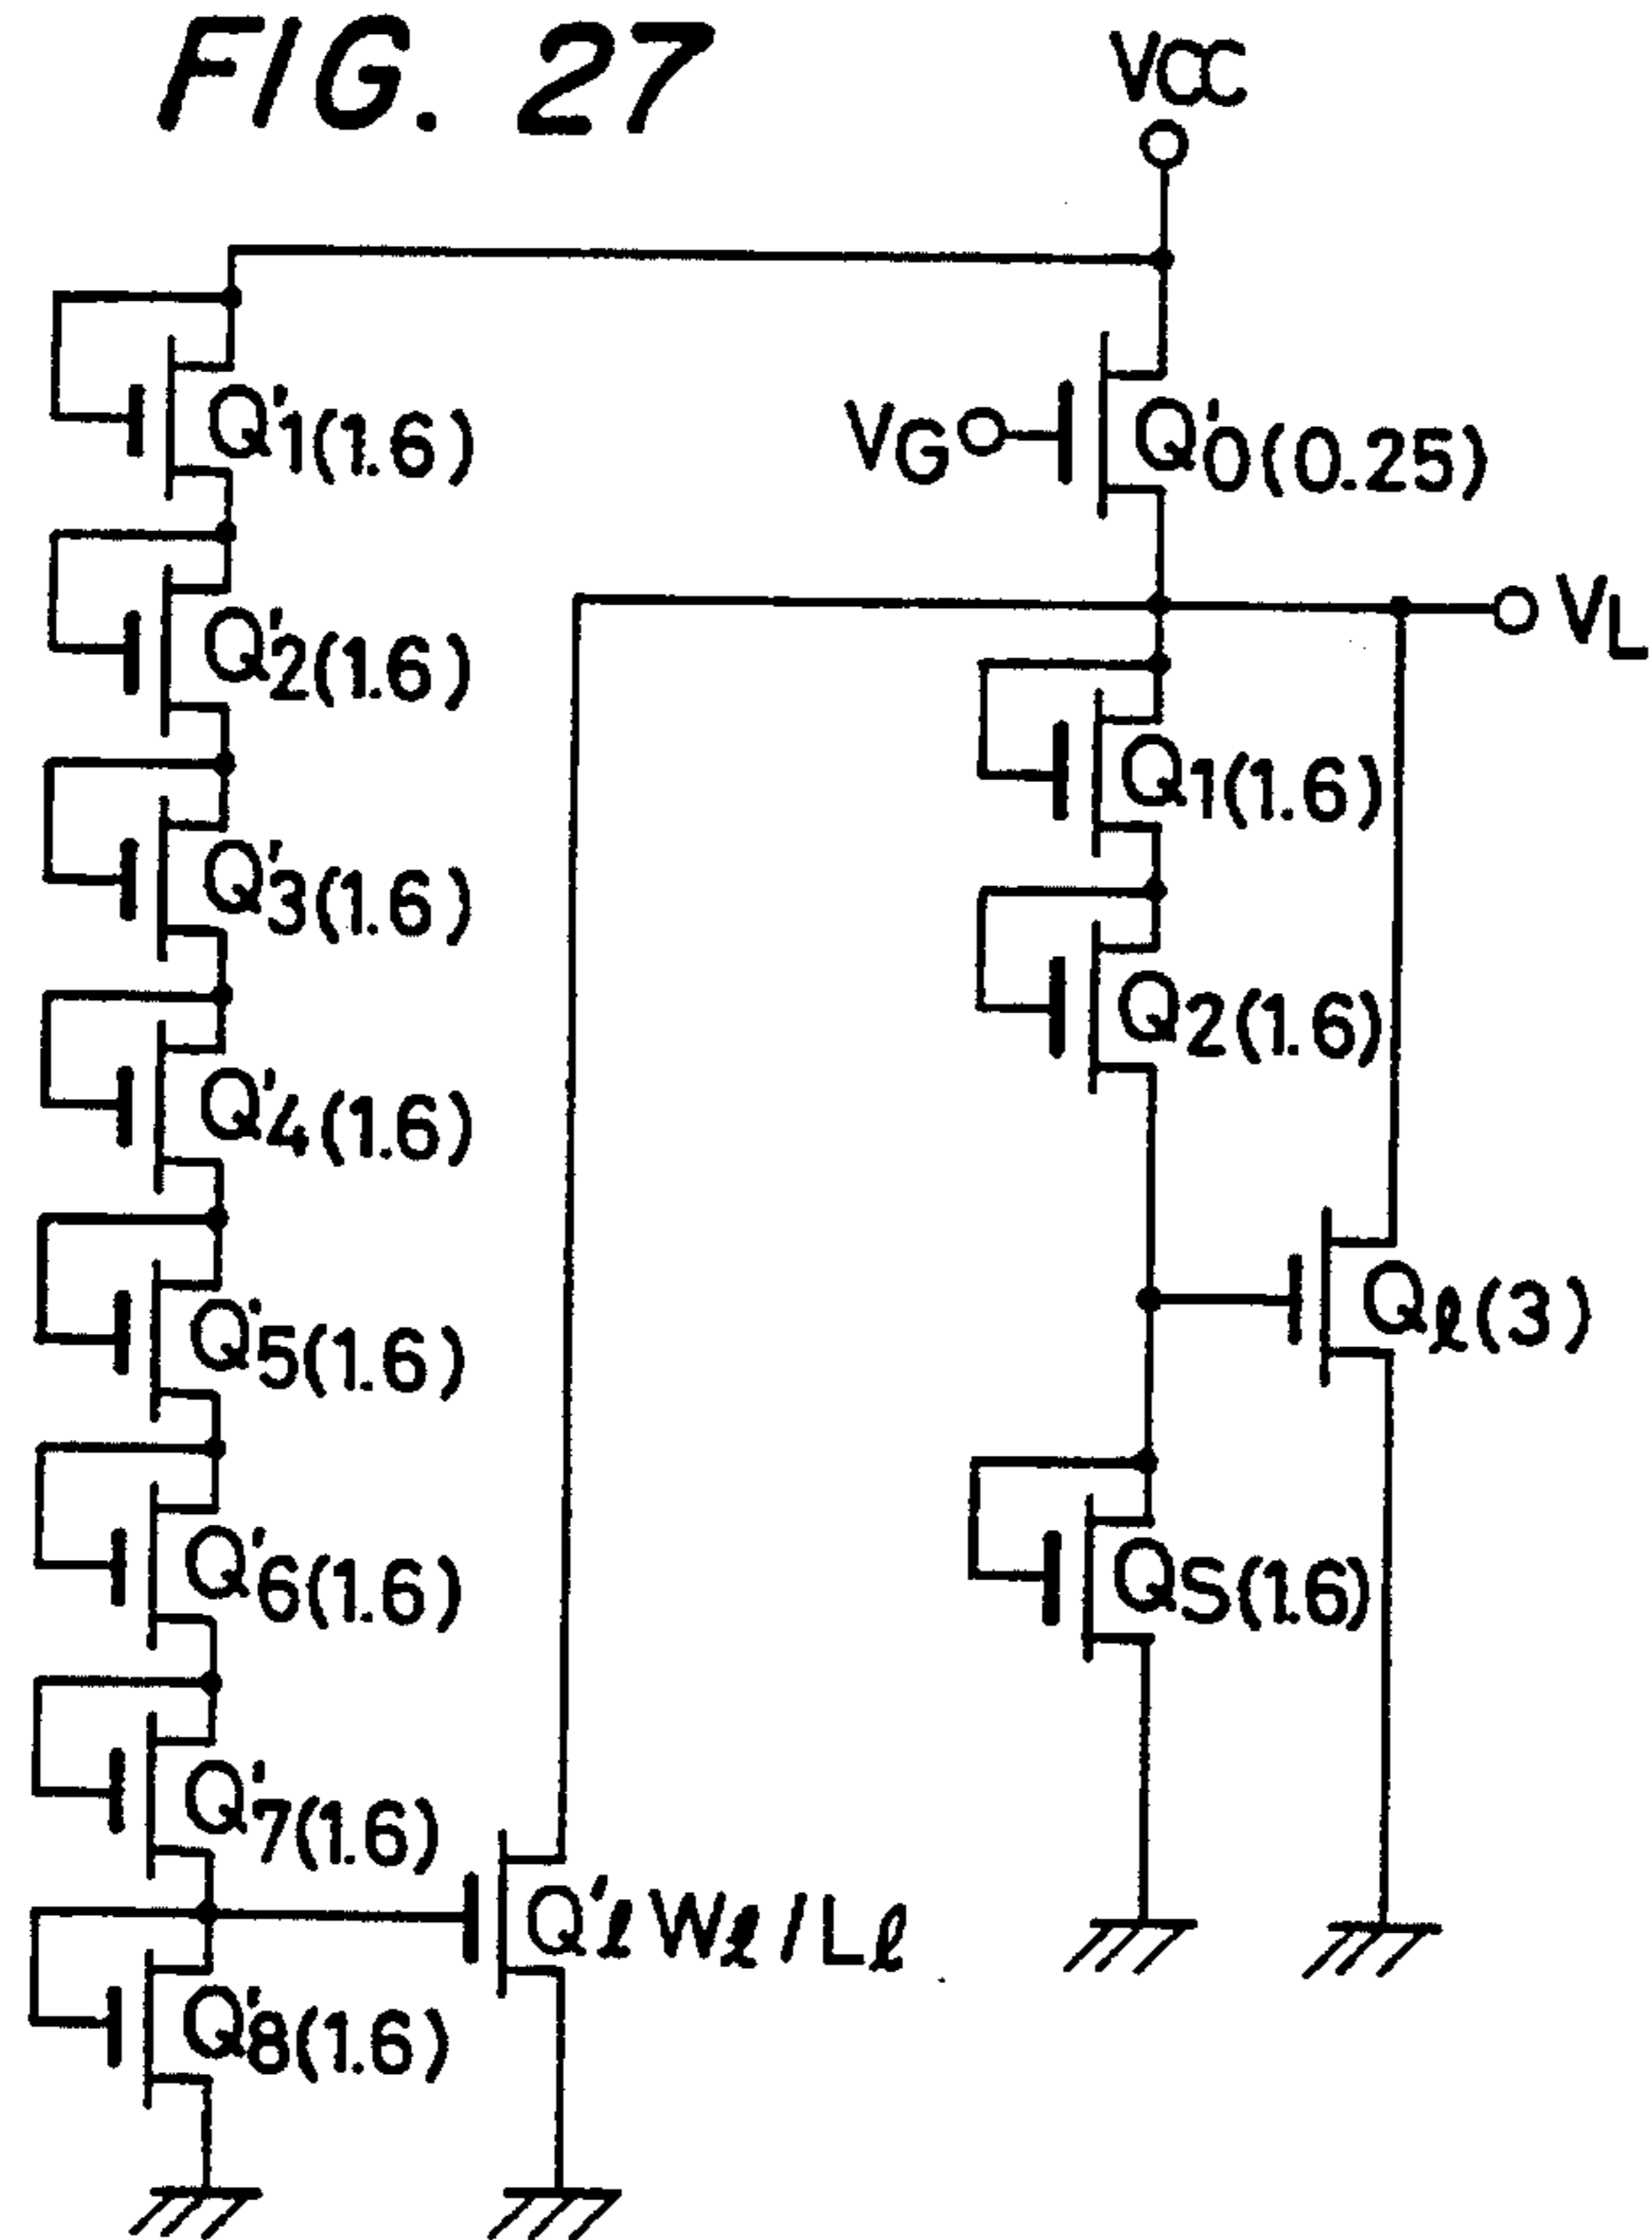 FIG. 27
VCC
Q'1(1.6)
VG
Q'0(0.25)
Q'2(1.6)
VL
Q1(1.6)
Q'3(1.6)
Q2(1.6)
Q'4(1.6)
Qℓ(3)
Q'5(1.6)
Q'6(1.6)
QS(1.6)
Q'7(1.6)
Q'ℓ Wℓ/Lℓ
Q'8(1.6)